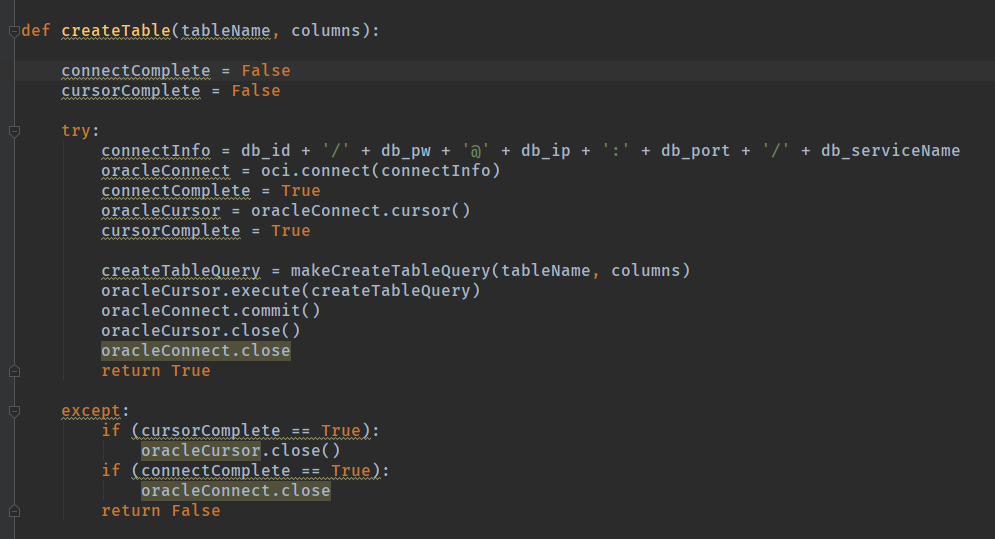 def createTable(tableName, columns):
connectComplete = False
cursorComplete = False
try:
connectInfo = db_id + '/' + db_pw + '@' + db_ip + ':' + db_port + '/' + db_serviceName
oracleConnect = oci.connect(connectInfo)
connectComplete = True
oracleCursor = oracleConnect.cursor()
cursorComplete = True
createTableQuery = makeCreateTableQuery(tableName, columns)
oracleCursor.execute(createTableQuery)
oracleConnect.commit()
oracleCursor.close()
oracleConnect.close
return True
except:
if (cursorComplete == True):
oracleCursor.close()
if (connectComplete == True):
oracleConnect.close
return False